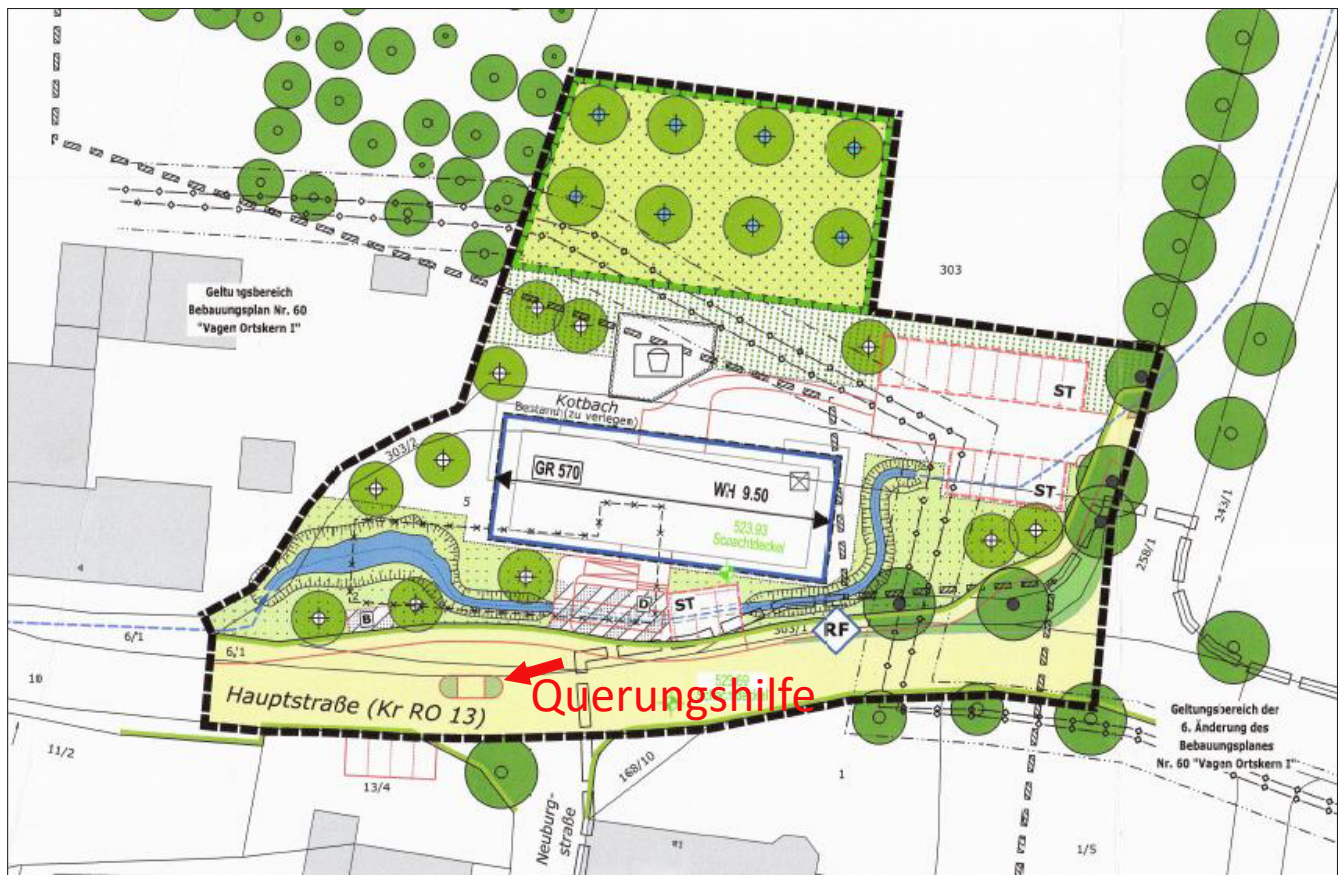 303
Geltungsbereich
Bebauungsplan Nr. 60
"Vagen Ortskern I"
ST
Kotbach
Bestand (zu verlegen)
303/2
GR 570
WH 9.50
ST
5
523.93
Schachtdeckel
243/1
258/1
4
2
D
ST
B
303/1
RF
6/1
6/1
10
Querungshilfe
Hauptstraße (Kr RO 13)
Geltungsbereich der
6. Änderung des
Bebauungsplanes
Nr. 60 "Vagen Ortskern I"
11/2
168/10
13/4
1
Neuburg-
straße
1/5